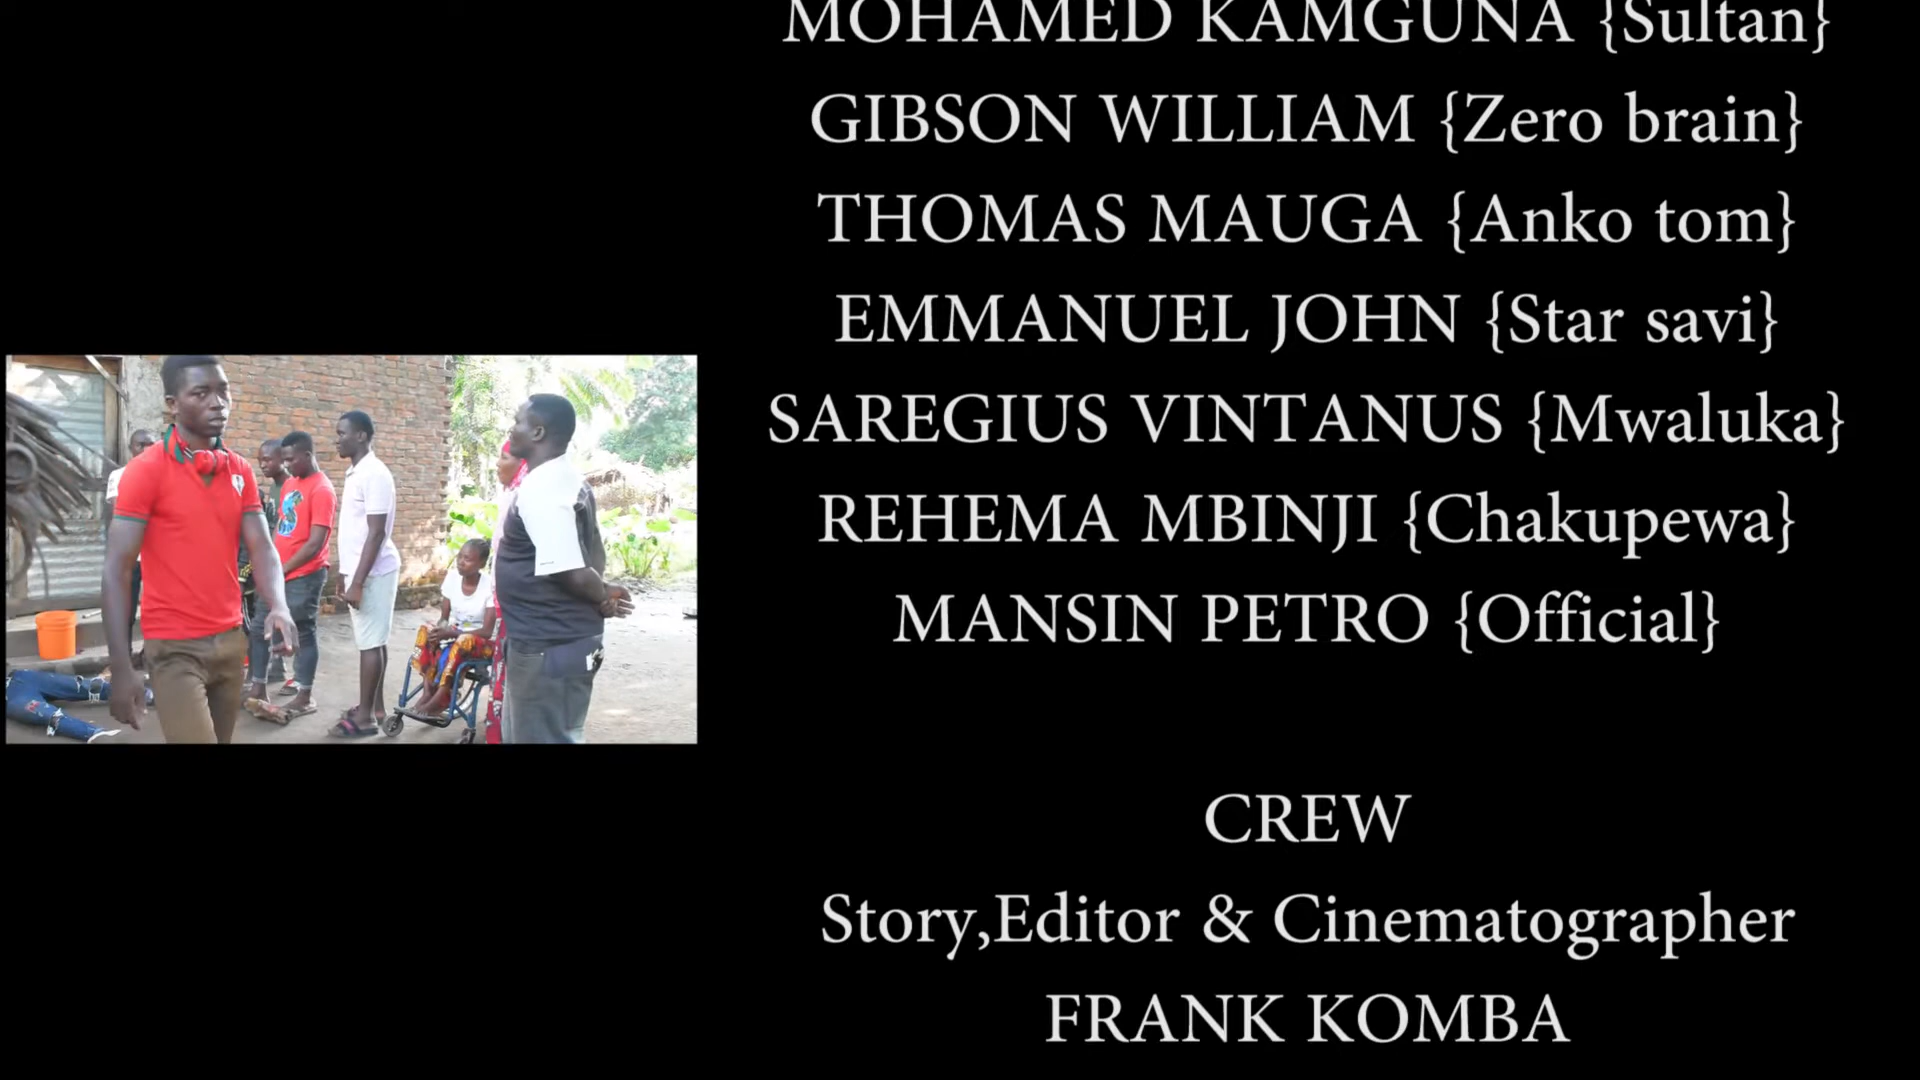 MOHAMED KAMGUNA {Sultan}
GIBSON WILLIAM {Zero brain}
THOMAS MAUGA {Anko tom}
EMMANUEL JOHN {Star savi}
SAREGIUS VINTANUS {Mwaluka}
REHEMA MBINJI {Chakupewa}
MANSIN PETRO {Official}
CREW
Story,Editor & Cinematographer
FRANK KOMBA